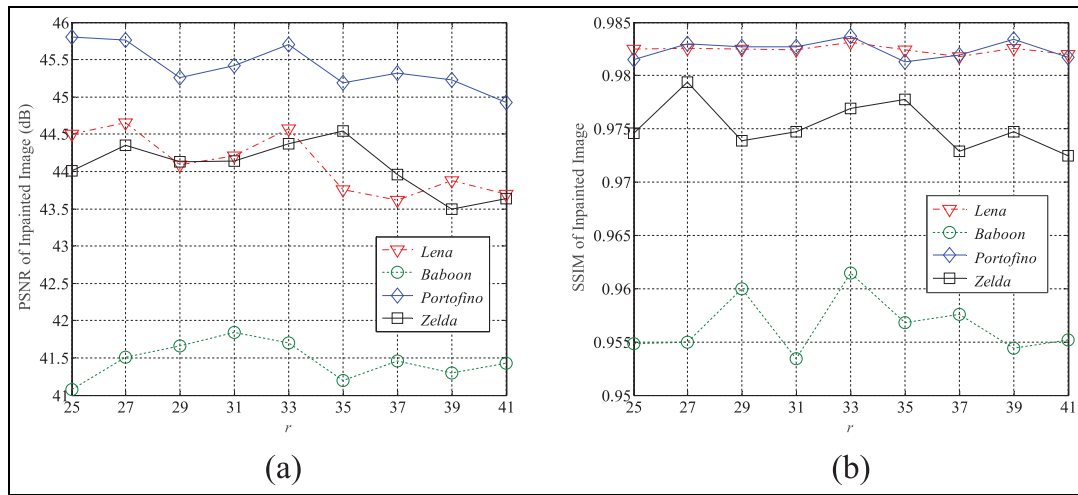 46
45.5
45
44.5
44
43.5
43
42.5
42
41.5
41
PSNR of Inpainted Image (dB)
Lena
Baboon
Portofino
Zelda
25 27 29 31 33 35 37 39 41
r
(a)
0.985
0.98
0.975
0.97
0.965
0.96
0.955
0.95
SSIM of Inpainted Image
Lena
Baboon
Portofino
Zelda
25 27 29 31 33 35 37 39 41
r
(b)